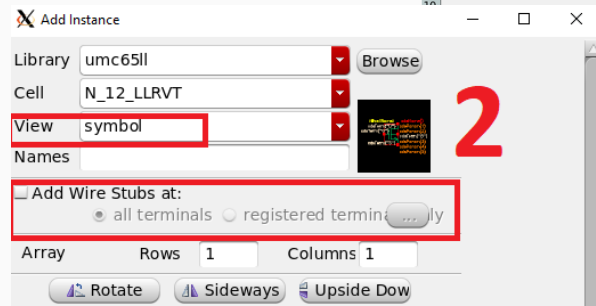 Add Instance
Library umc65ll Browse
Cell N_12_LLRVT
View symbol
2
Names
Add Wire Stubs at:
all terminals registered ... ly
Array Rows 1 Columns 1
Rotate Sideways Upside Dow